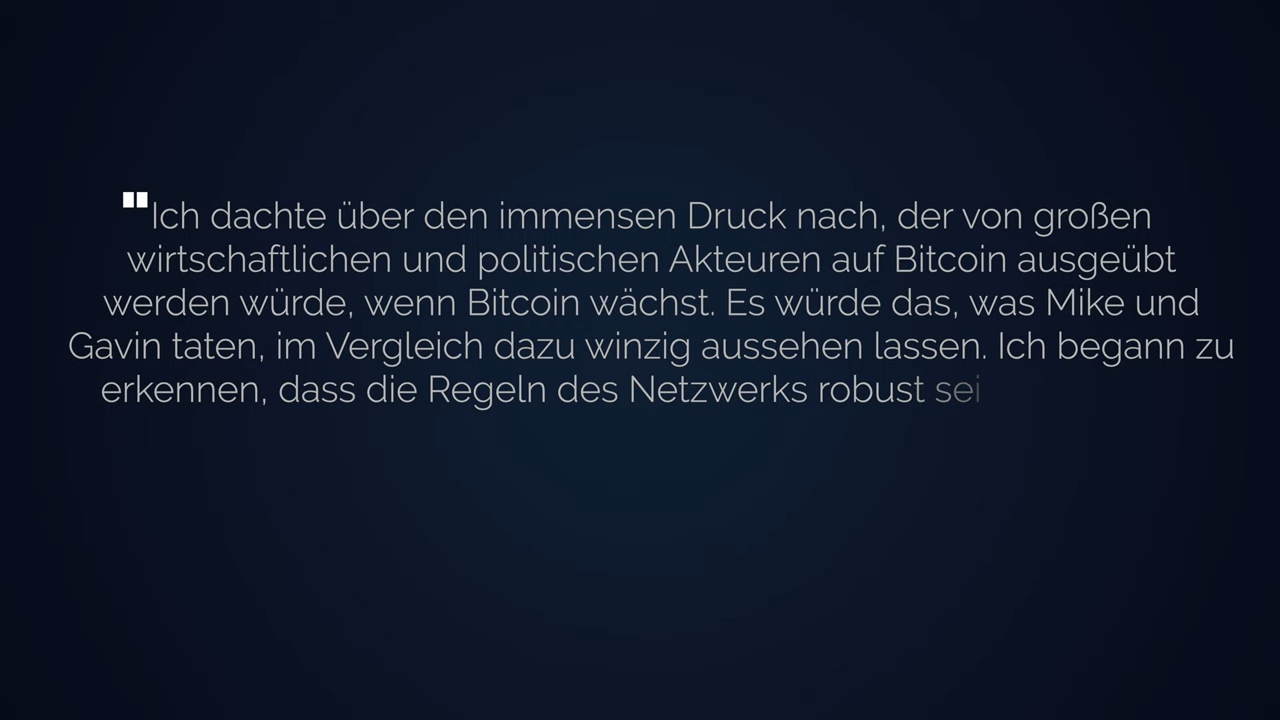 "Ich dachte über den immensen Druck nach, der von großen
wirtschaftlichen und politischen Akteuren auf Bitcoin ausgeübt
werden würde, wenn Bitcoin wächst. Es würde das, was Mike und
Gavin taten, im Vergleich dazu winzig aussehen lassen. Ich begann zu
erkennen, dass die Regeln des Netzwerks robust sei